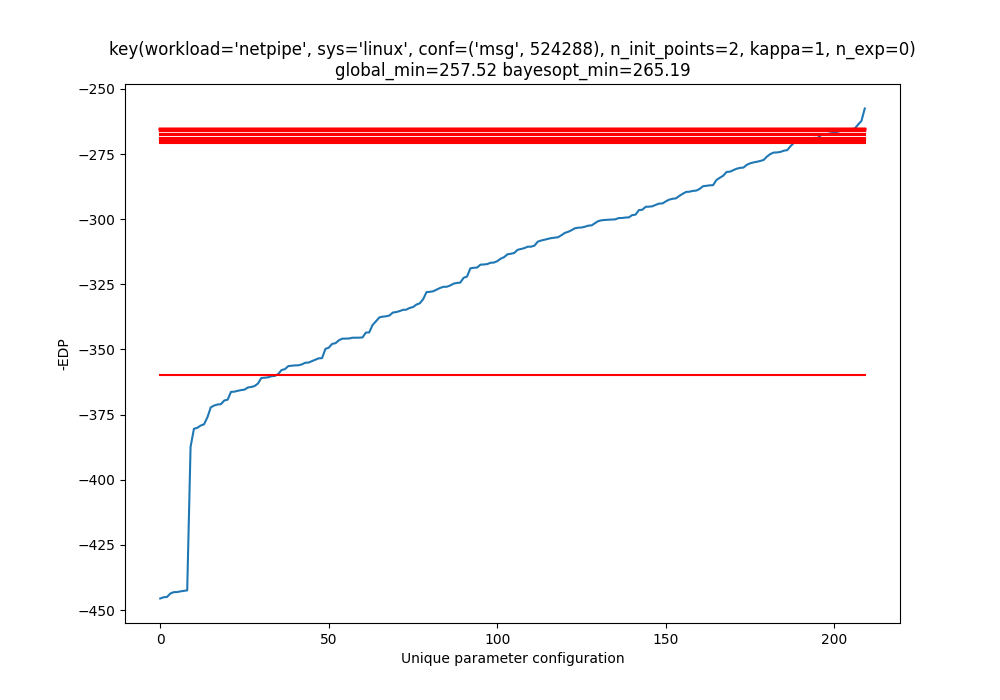 key(workload='netpipe', sys='linux', conf=('msg', 524288), n_init_points=2, kappa=1, n_exp=0)
global_min=257.52 bayesopt_min=265.19
−250
−275
−300
−325
−350
−375
−400
−425
−450
-EDP
0 50 100 150 200
Unique parameter configuration